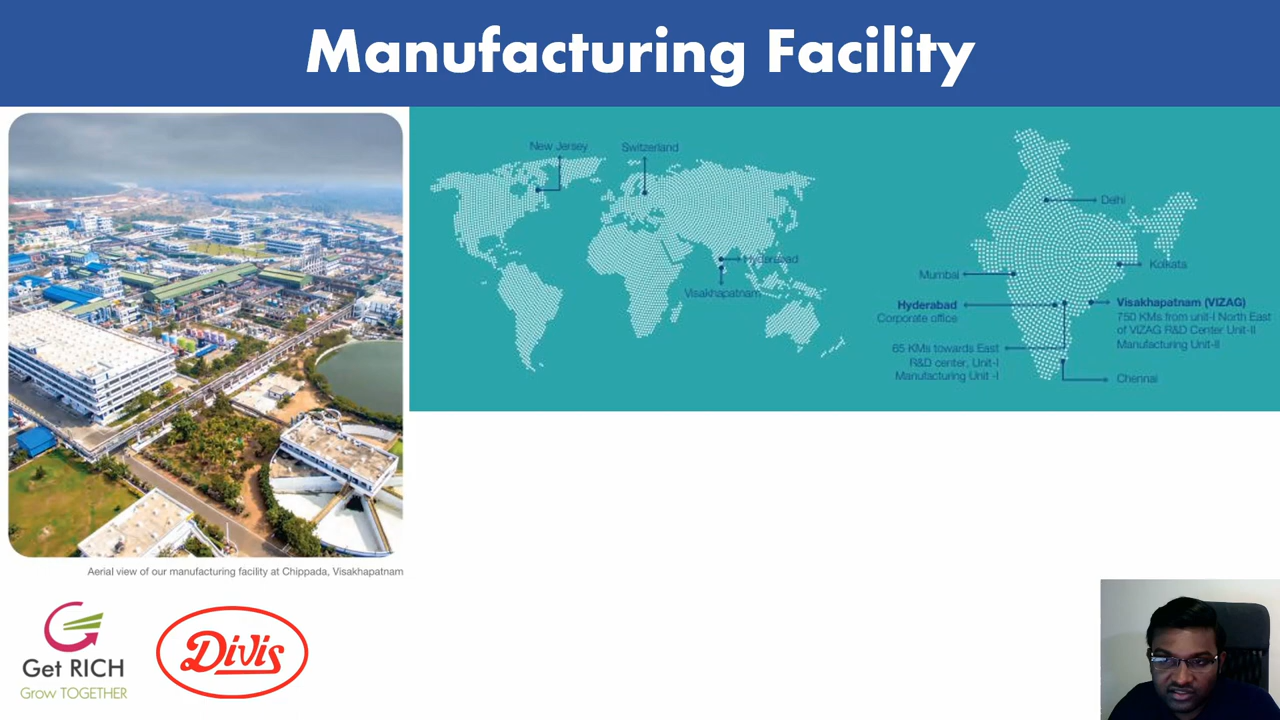 Manufacturing Facility
New Jersey
Switzerland
Hyderabad
Visakhapatnam
Delhi
Kolkata
Mumbai
Hyderabad
Corporate office
Visakhapatnam (VIZAG)
750 KMs from unit-I North East
of VIZAG R&D Center Unit-II
Manufacturing Unit-II
65 KMs towards East
R&D center, Unit-I
Manufacturing Unit -I
Chennai
Aerial view of our manufacturing facility at Chippada, Visakhapatnam
Get RICH
Grow TOGETHER
Divis